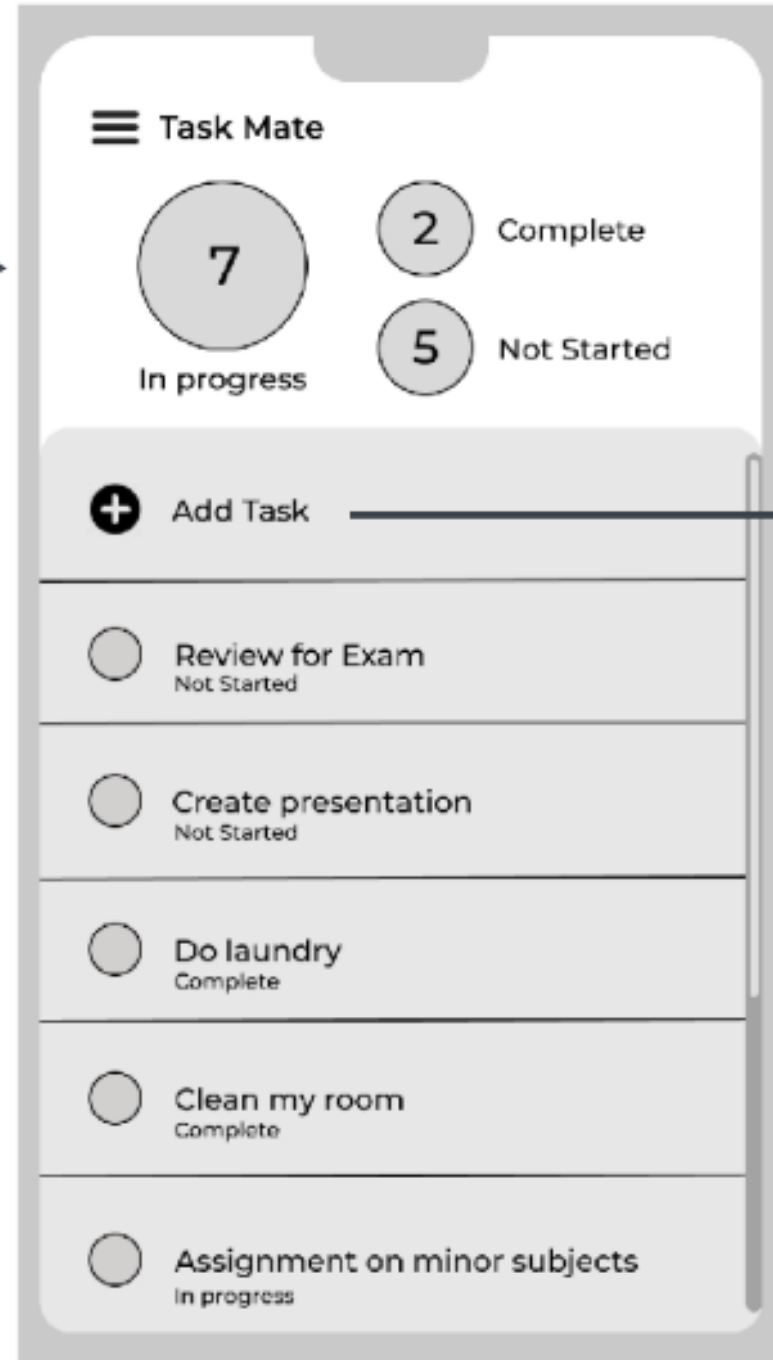 Task Mate
7
In progress
2
Complete
5
Not Started
Add Task
Review for Exam
Not Started
Create presentation
Not Started
Do laundry
Complete
Clean my room
Complete
Assignment on minor subjects
In progress